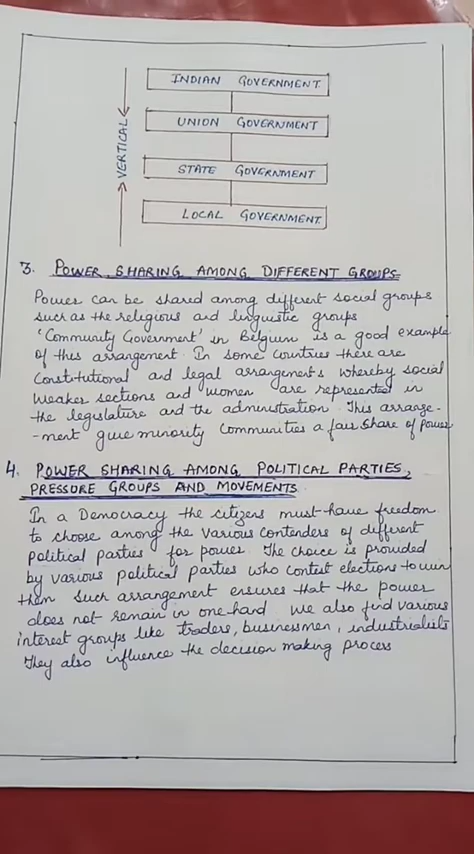 INDIAN GOVERNMENT.
UNION GOVERNMENT
STATE GOVERNMENT
LOCAL GOVERNMENT.
VERTICAL
3. POWER SHARING AMONG DIFFERENT GROUPS
Power can be shared among different social groups
such as the religious and linguistic groups
'Community Government' in Belgium is a good example
of this arrangement. In some countries there are
Constitutional and legal arrangements whereby social
weaker sections and women are represented in
the legislature and the administration. This arrange-
-ment give minority communities a fair share of power
4. POWER SHARING AMONG POLITICAL PARTIES,
PRESSURE GROUPS AND MOVEMENTS
In a Democracy the citizens must have freedom
to choose among the various contenders of different
political parties for power. The choice is provided
by various political parties who contest elections to win
them Such arrangement ensures that the power
does not remain in one hand. We also find various
interest groups like traders, businessmen, industrialists
They also influence the decision making process